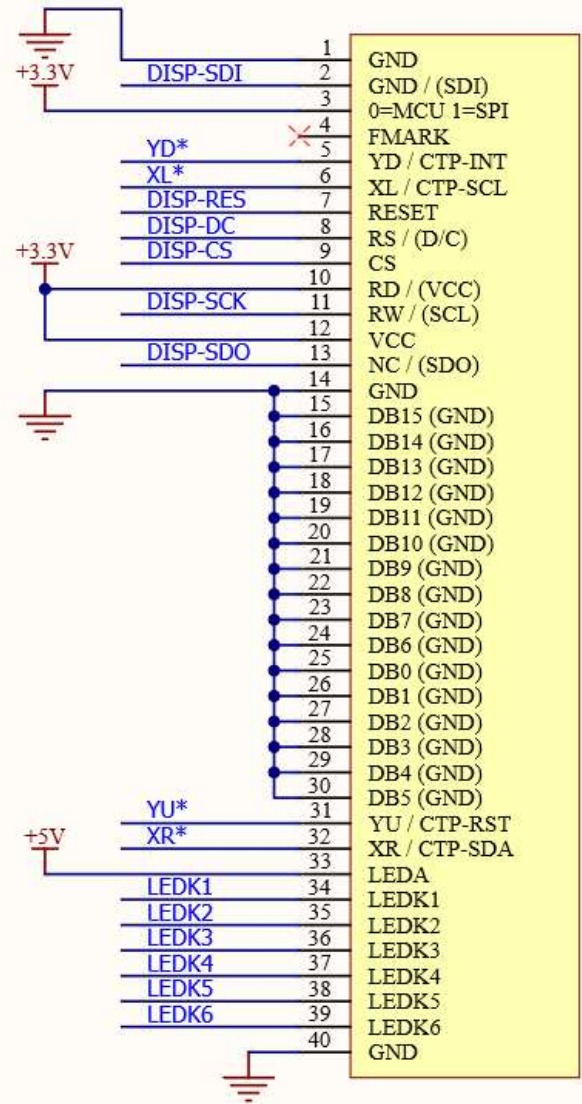 1 GND
+3.3V DISP-SDI 2 GND / (SDI)
3 0=MCU 1=SPI
4 FMARK
YD* 5 YD / CTP-INT
XL* 6 XL / CTP-SCL
DISP-RES 7 RESET
DISP-DC 8 RS / (D/C)
+3.3V DISP-CS 9 CS
10 RD / (VCC)
DISP-SCK 11 RW / (SCL)
12 VCC
DISP-SDO 13 NC / (SDO)
14 GND
15 DB15 (GND)
16 DB14 (GND)
17 DB13 (GND)
18 DB12 (GND)
19 DB11 (GND)
20 DB10 (GND)
21 DB9 (GND)
22 DB8 (GND)
23 DB7 (GND)
24 DB6 (GND)
25 DB0 (GND)
26 DB1 (GND)
27 DB2 (GND)
28 DB3 (GND)
29 DB4 (GND)
30 DB5 (GND)
YU* 31 YU / CTP-RST
+5V XR* 32 XR / CTP-SDA
33 LEDA
LEDK1 34 LEDK1
LEDK2 35 LEDK2
LEDK3 36 LEDK3
LEDK4 37 LEDK4
LEDK5 38 LEDK5
LEDK6 39 LEDK6
40 GND